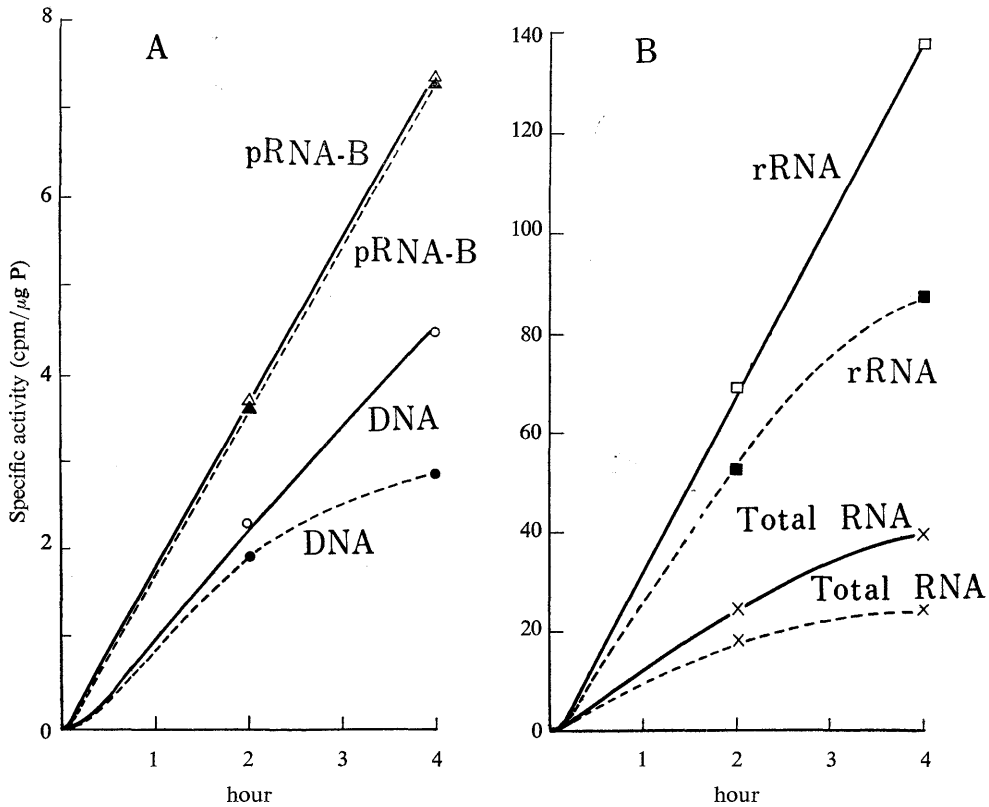 A
8
6
4
2
0
Specific activity (cpm/μg P)
pRNA-B
pRNA-B
DNA
DNA
1
2
3
4
hour
B
140
120
100
80
60
40
20
0
rRNA
rRNA
Total RNA
Total RNA
1
2
3
4
hour